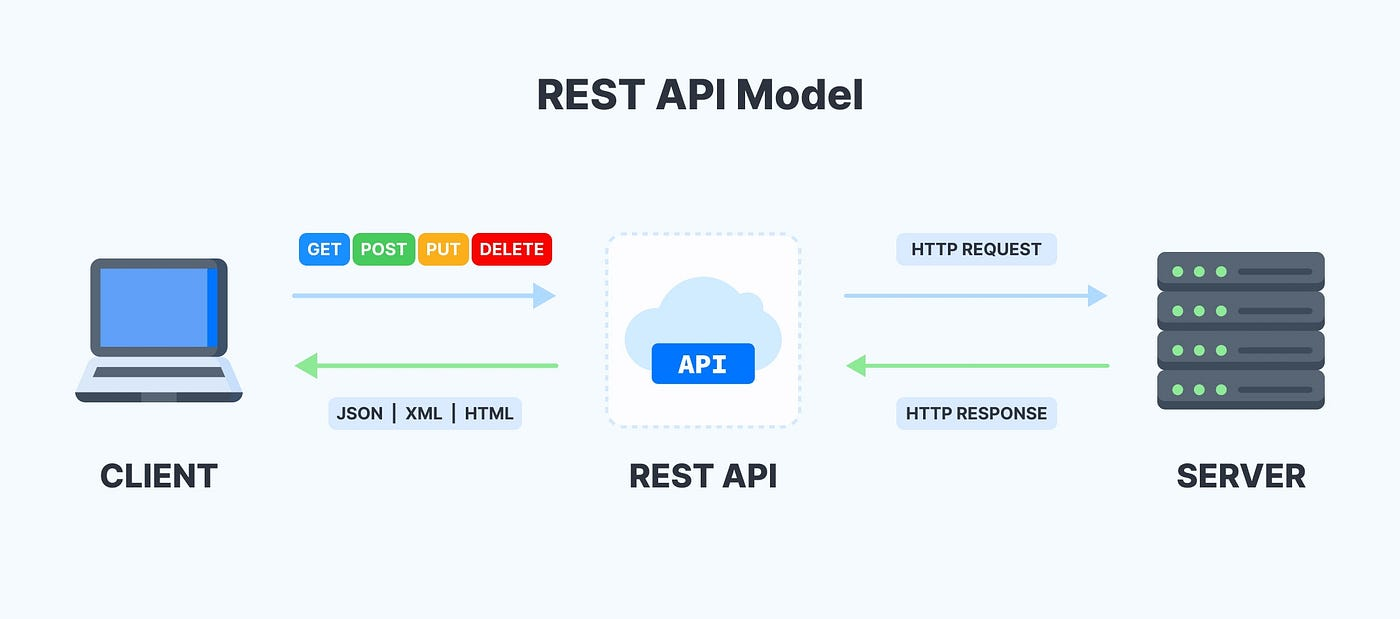 REST API Model
GET POST PUT DELETE
HTTP REQUEST
API
JSON | XML | HTML
HTTP RESPONSE
CLIENT
REST API
SERVER